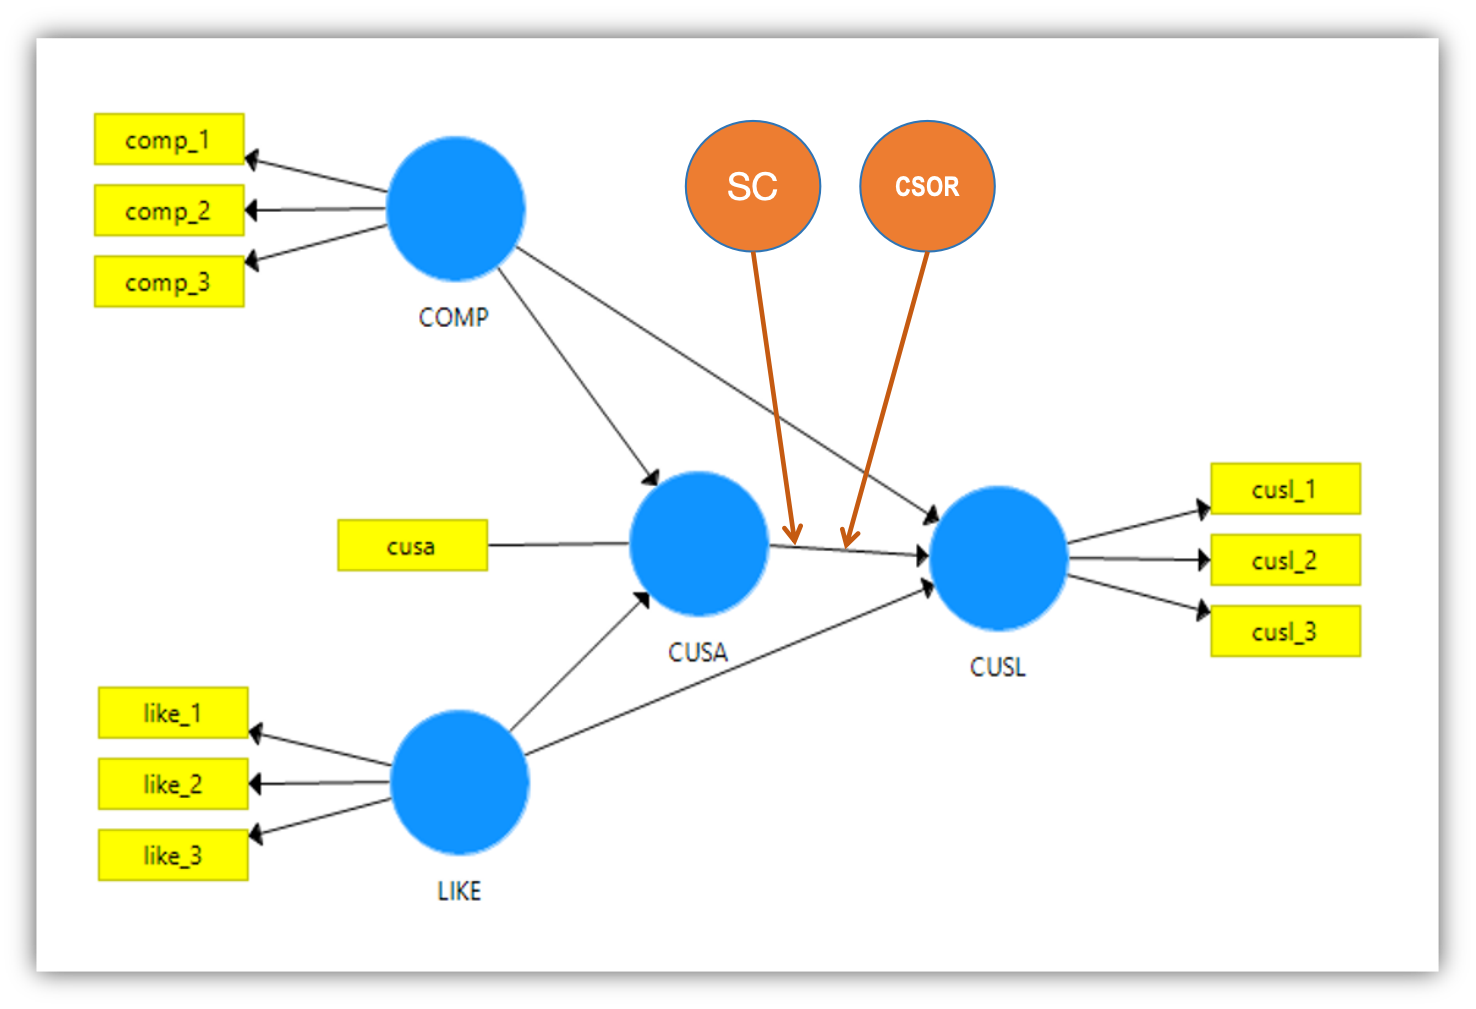 comp_1
comp_2
comp_3
COMP
SC
CSOR
cusa
CUSA
cusl_1
cusl_2
cusl_3
CUSL
like_1
like_2
like_3
LIKE